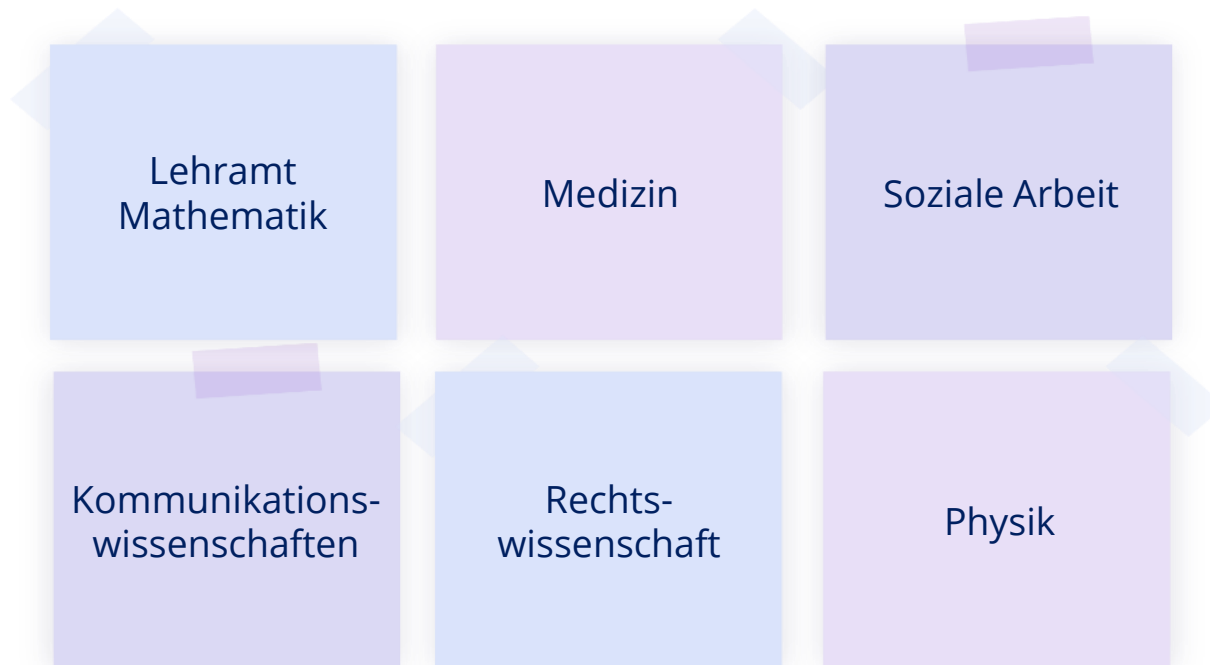 Lehramt
Mathematik
Medizin
Soziale Arbeit
Kommunikations-
wissenschaften
Rechts-
wissenschaft
Physik